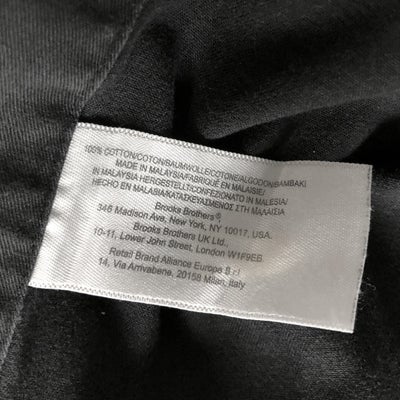 100% COTTON/COTON/BAUMWOLLE/COTONE/ALGODON/BAMBAKI
MADE IN MALAYSIA/FABRIQUÉ EN MALAISIE/
IN MALAYSIA HERGESTELLT/CONFEZIONATO IN MALESIA/
HECHO EN MALASIA/ΚΑΤΑΣΚΕΥΑΣΜΕΝΟΣ ΣΤΗ ΜΑΛΑΙΣΙΑ
Brooks Brothers®
346 Madison Ave, New York, NY 10017, USA.
Brooks Brothers UK Ltd.,
10-11, Lower John Street, London W1F9EB
Retail Brand Alliance Europe S.r.l
14, Via Arrivabene, 20158 Milan, Italy